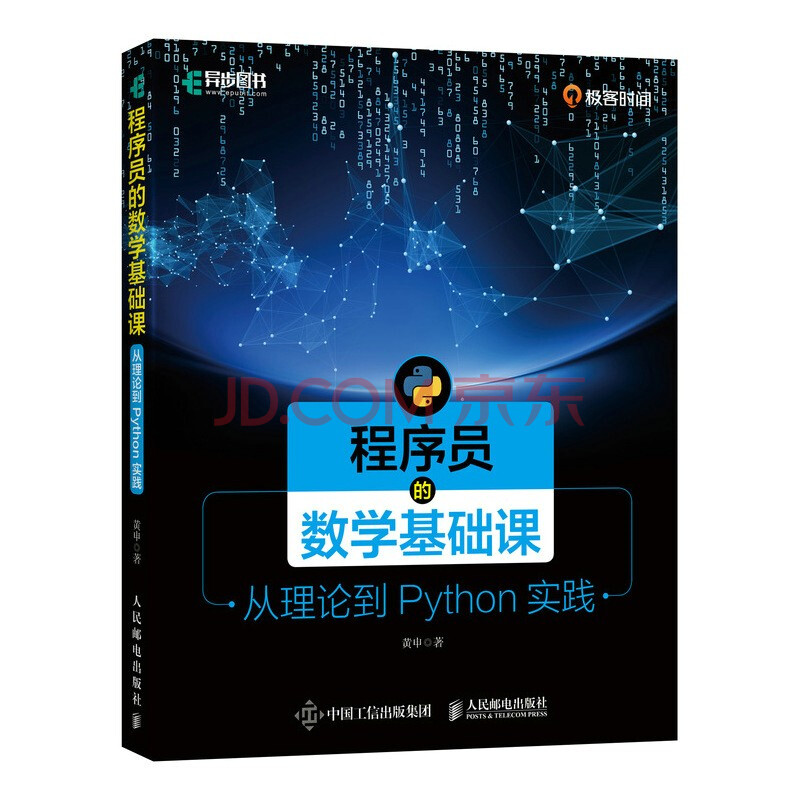 异步图书
www.epubit.com
极客时间
程序员的数学基础课
从理论到 Python 实践
黄申◎著
人民邮电出版社
JD.COM 京东
程序员
的
数学基础课
从理论到 Python 实践
黄申◎著
中国工信出版集团
人民邮电出版社
POSTS & TELECOM PRESS